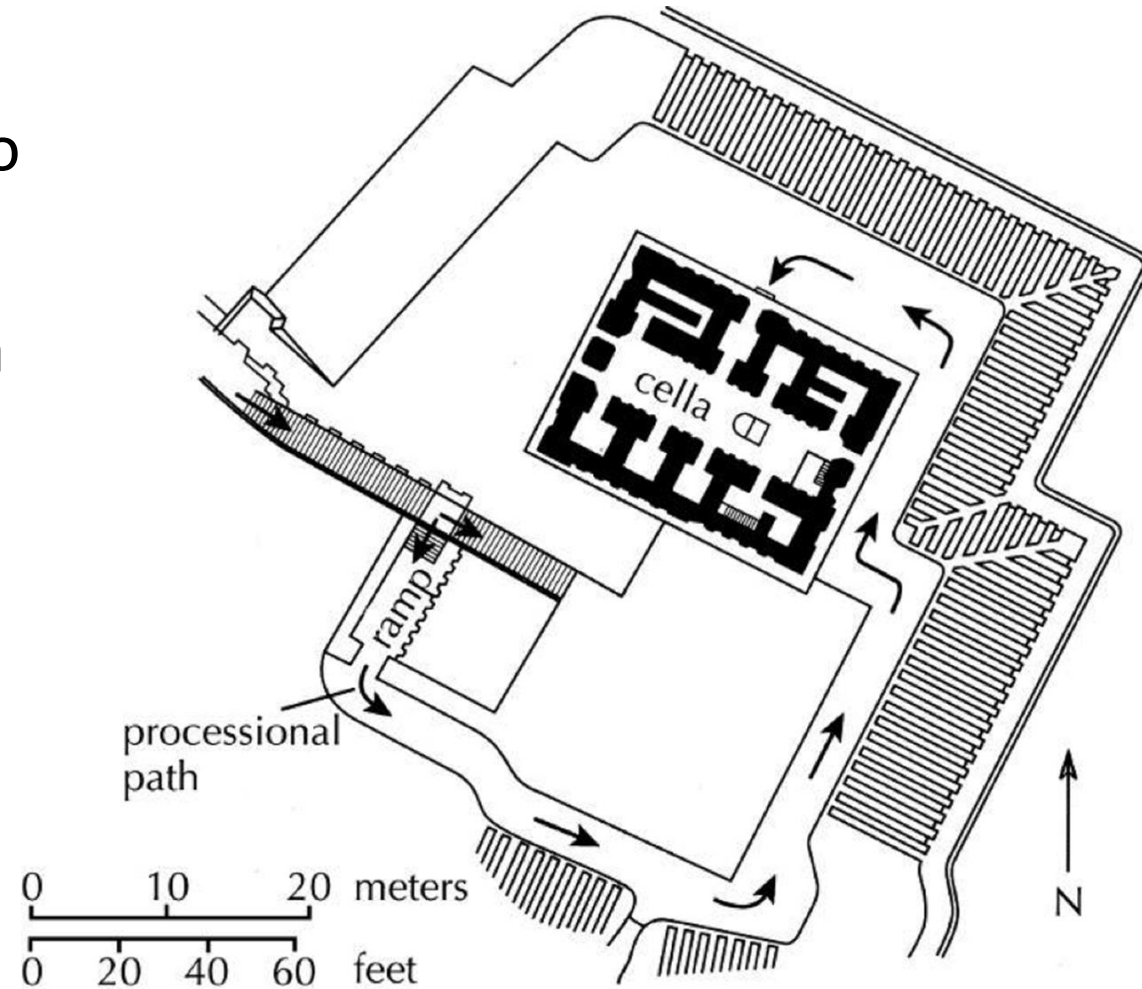 o
cella
ramp
processional
path
0 10 20 meters
0 20 40 60 feet
N